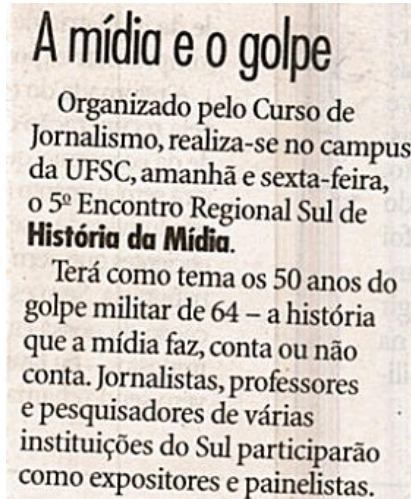 A mídia e o golpe
Organizado pelo Curso de
Jornalismo, realiza-se no campus
da UFSC, amanhã e sexta-feira,
o 5º Encontro Regional Sul de
História da Mídia.
Terá como tema os 50 anos do
golpe militar de 64 – a história
que a mídia faz, conta ou não
conta. Jornalistas, professores
e pesquisadores de várias
instituições do Sul participarão
como expositores e painelistas.